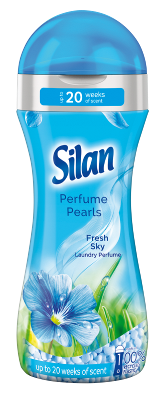 up to 20 weeks
of scent
Silan
Perfume
Pearls
Fresh
Sky
Laundry Perfume
up to 20 weeks of scent
100%